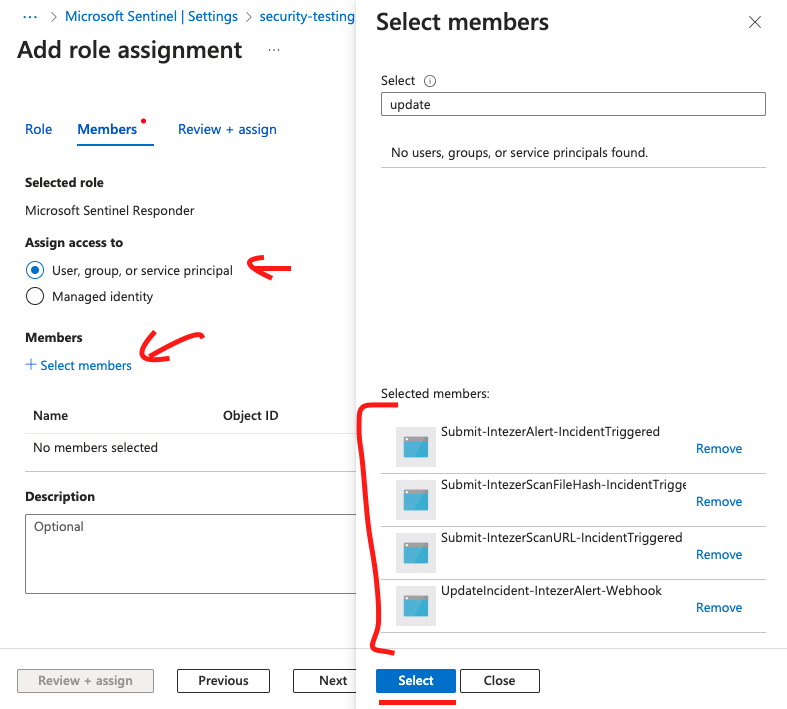 ··· > Microsoft Sentinel | Settings > security-testing
Add role assignment ···
Role Members Review + assign
Selected role
Microsoft Sentinel Responder
Assign access to
User, group, or service principal
Managed identity
Members
+ Select members
Name Object ID
No members selected
Description
Optional
Review + assign Previous Next
Select members
Select
update
No users, groups, or service principals found.
Selected members:
Submit-IntezerAlert-IncidentTriggered
Remove
Submit-IntezerScanFileHash-IncidentTrigge
Remove
Submit-IntezerScanURL-IncidentTriggered
Remove
UpdateIncident-IntezerAlert-Webhook
Remove
Select Close